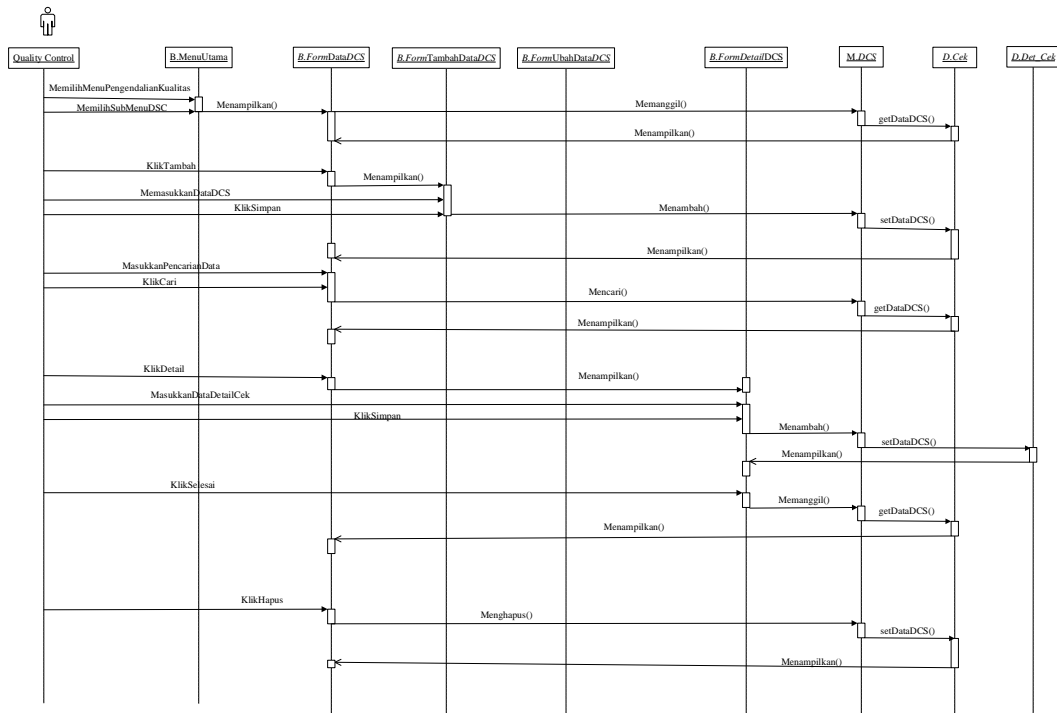 Quality Control
B.MenuUtama
B.FormDataDCS
B.FormTambahDataDCS
B.FormUbahDataDCS
B.FormDetailDCS
M.DCS
D.Cek
D.Det_Cek
MemilihMenuPengendalianKualitas
MemilihSubMenuDSC
Menampilkan()
Memanggil()
getDataDCS()
Menampilkan()
KlikTambah
Menampilkan()
MemasukkanDataDCS
KlikSimpan
Menambah()
setDataDCS()
Menampilkan()
MasukkanPencarianData
KlikCari
Mencari()
getDataDCS()
Menampilkan()
KlikDetail
Menampilkan()
MasukkanDataDetailCek
KlikSimpan
Menambah()
setDataDCS()
Menampilkan()
KlikSelesai
Memanggil()
getDataDCS()
Menampilkan()
KlikHapus
Menghapus()
setDataDCS()
Menampilkan()